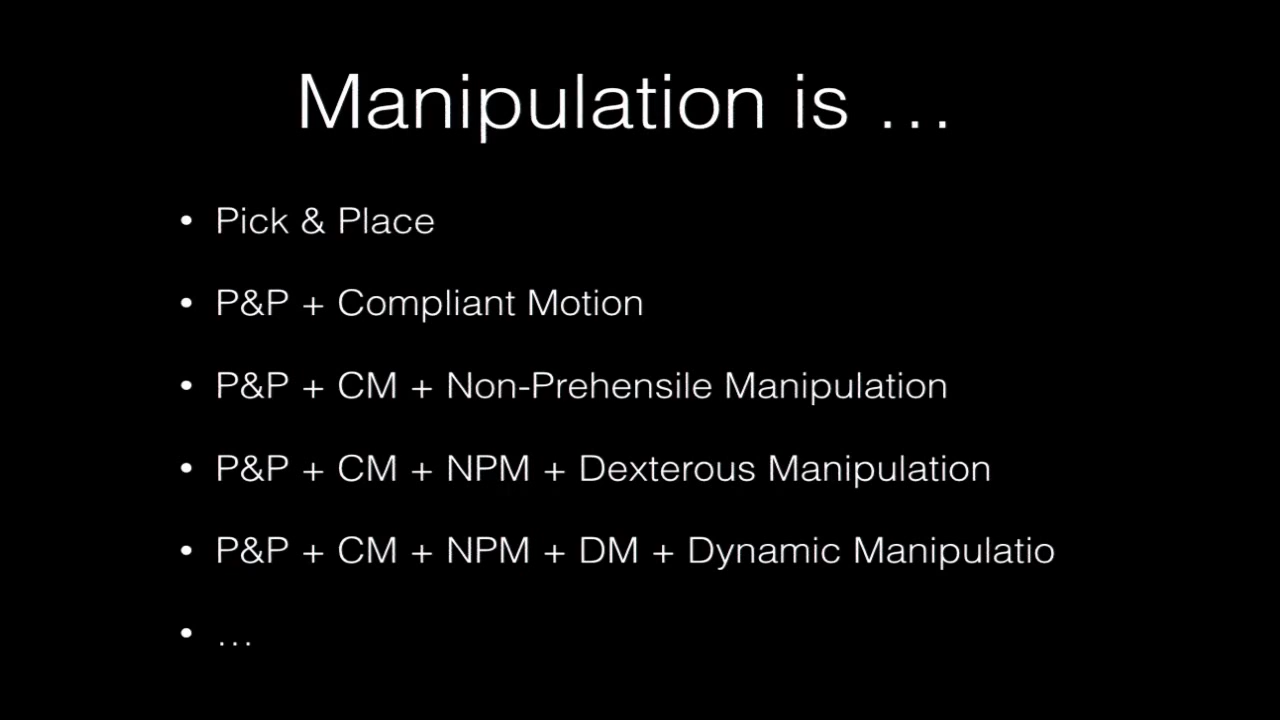 Manipulation is ...
• Pick & Place
• P&P + Compliant Motion
• P&P + CM + Non-Prehensile Manipulation
• P&P + CM + NPM + Dexterous Manipulation
• P&P + CM + NPM + DM + Dynamic Manipulatio
• ...